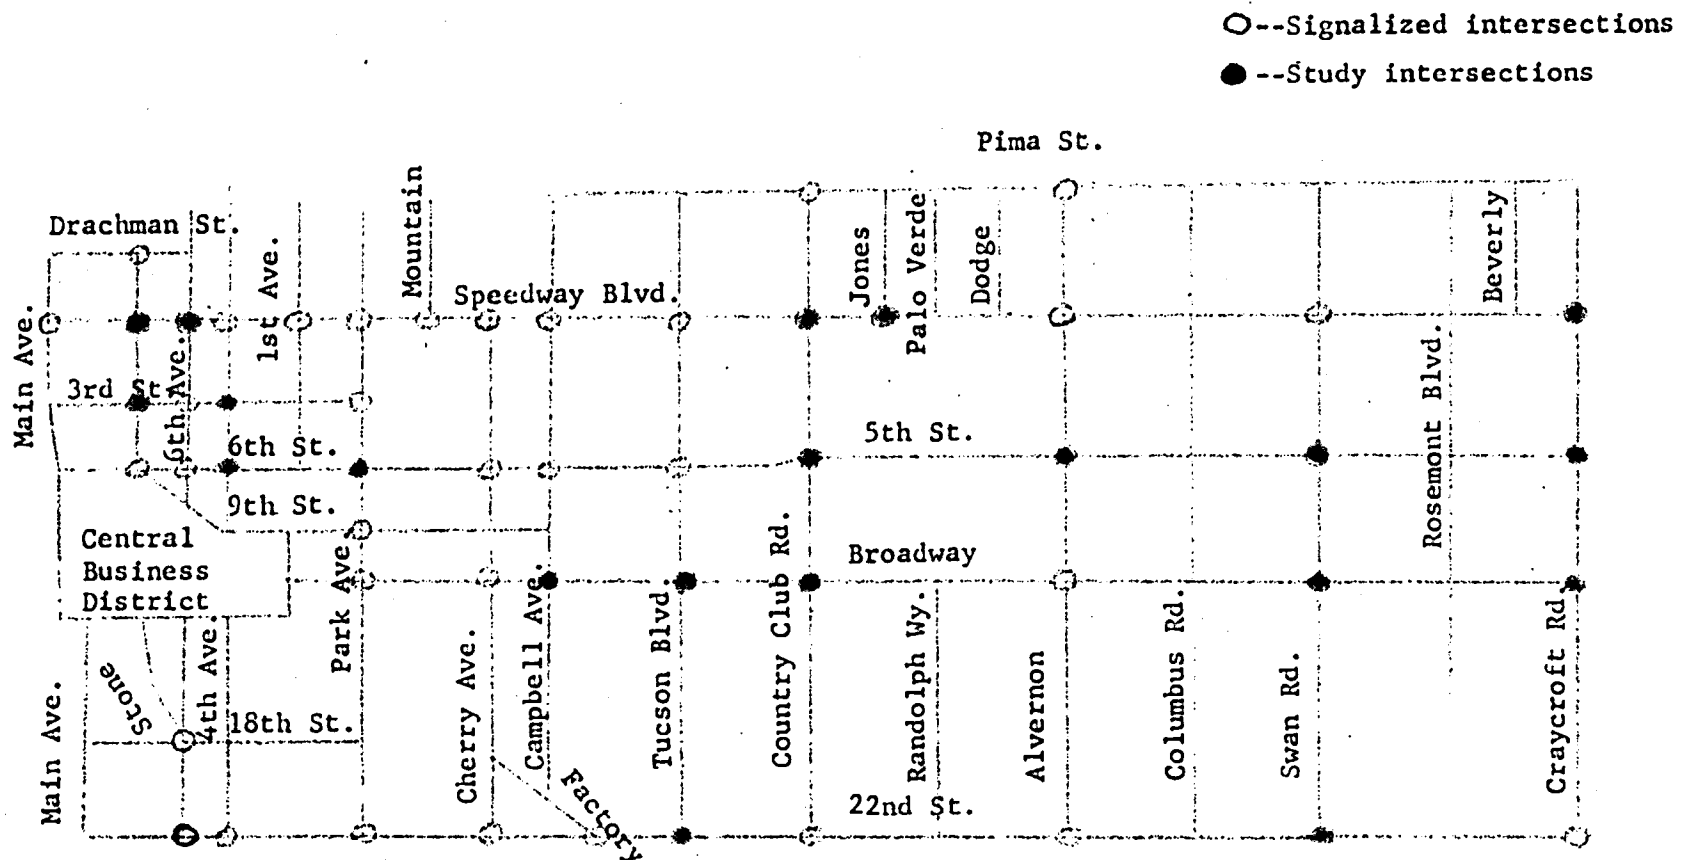 O--Signalized intersections
●--Study intersections
Pima St.
Drachman St.
Mountain
1st Ave.
Speedway Blvd.
Jones
Palo Verde
Dodge
Beverly
Main Ave.
3rd St.
6th Ave.
6th St.
5th St.
Rosemont Blvd.
9th St.
Central
Business
District
Park Ave.
Broadway
Stone
4th Ave.
18th St.
Main Ave.
Cherry Ave.
Campbell Ave.
Factory
Tucson Blvd.
Country Club Rd.
Randolph Wy.
Alvernon
Columbus Rd.
Swan Rd.
Craycroft Rd.
22nd St.